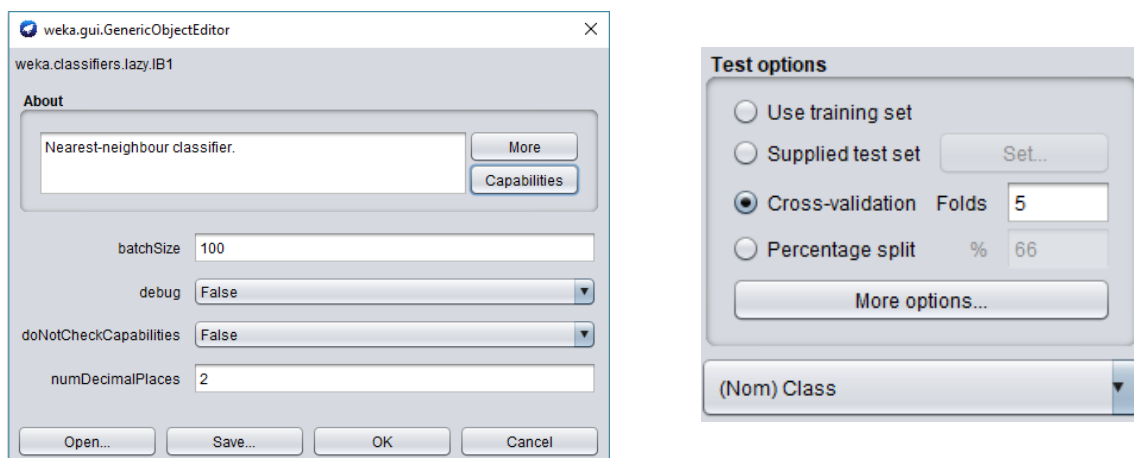 weka.gui.GenericObjectEditor
weka.classifiers.lazy.IB1
About
Nearest-neighbour classifier.
More
Capabilities
batchSize 100
debug False
doNotCheckCapabilities False
numDecimalPlaces 2
Open... Save... OK Cancel
Test options
Use training set
Supplied test set Set...
Cross-validation Folds 5
Percentage split % 66
More options...
(Nom) Class